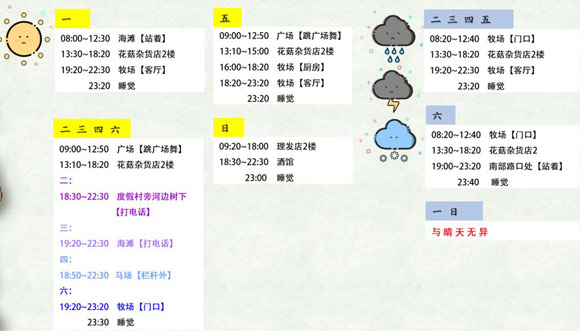 一
08:00~12:30 海滩【站着】
13:30~18:20 花菇杂货店2楼
19:20~22:30 牧场【客厅】
23:20 睡觉
二 三 四 六
09:00~12:50 广场【跳广场舞】
13:10~18:20 花菇杂货店2楼
二：
18:30~22:30 度假村旁河边树下
【打电话】
三：
19:20~22:30 海滩【打电话】
四：
18:50~22:30 马场【栏杆外】
六：
19:20~23:20 牧场【门口】
23:30 睡觉
五
09:00~12:50 广场【跳广场舞】
13:10~15:00 花菇杂货店2楼
16:00~18:20 牧场【厨房】
18:20~23:20 牧场【客厅】
23:20 睡觉
日
09:20~18:00 理发店2楼
18:30~22:30 酒馆
23:00 睡觉
二 三 四 五
08:20~12:40 牧场【门口】
13:30~18:20 花菇杂货店2楼
19:20~22:30 牧场【客厅】
23:20 睡觉
六
08:20~12:40 牧场【门口】
13:30~18:20 花菇杂货店2
19:00~23:20 南部路口处【站着】
23:40 睡觉
一 日
与晴天无异